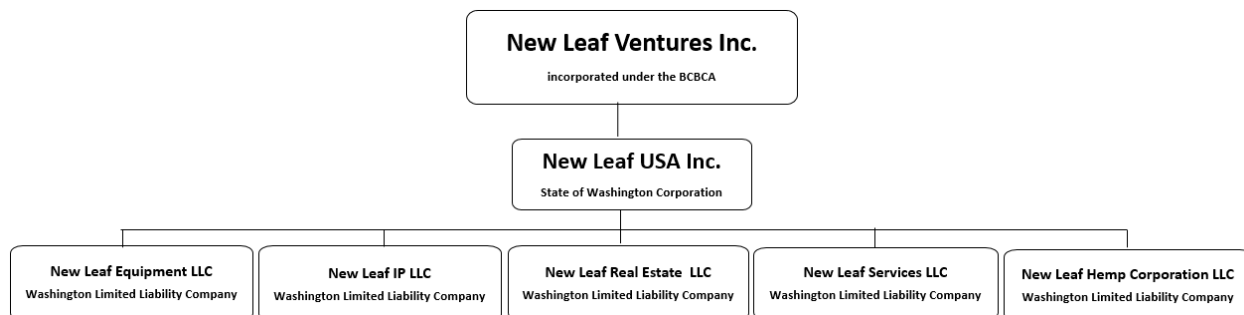 New Leaf Ventures Inc.
incorporated under the BCBCA
New Leaf USA Inc.
State of Washington Corporation
New Leaf Equipment LLC
Washington Limited Liability Company
New Leaf IP LLC
Washington Limited Liability Company
New Leaf Real Estate LLC
Washington Limited Liability Company
New Leaf Services LLC
Washington Limited Liability Company
New Leaf Hemp Corporation LLC
Washington Limited Liability Company